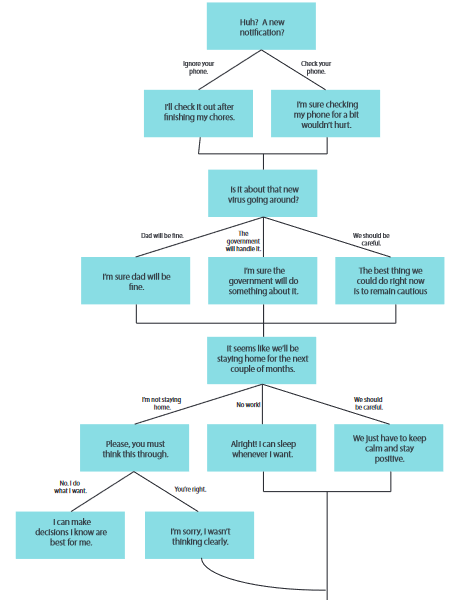 Huh? A new
notification?
Ignore your
phone.
Check your
phone.
I'll check it out after
finishing my chores.
I'm sure checking
my phone for a bit
wouldn't hurt.
Is it about that new
virus going around?
Dad will be fine.
The
government
will handle it.
We should be
careful.
I'm sure dad will be
fine.
I'm sure the
government will do
something about it.
The best thing we
could do right now
is to remain cautious
It seems like we'll be
staying home for the next
couple of months.
I'm not staying
home.
No work!
We should
be careful.
Please, you must
think this through.
Alright! I can sleep
whenever I want.
We just have to keep
calm and stay
positive.
No. I do
what I want.
You're right.
I can make
decisions I know are
best for me.
I'm sorry, I wasn't
thinking clearly.